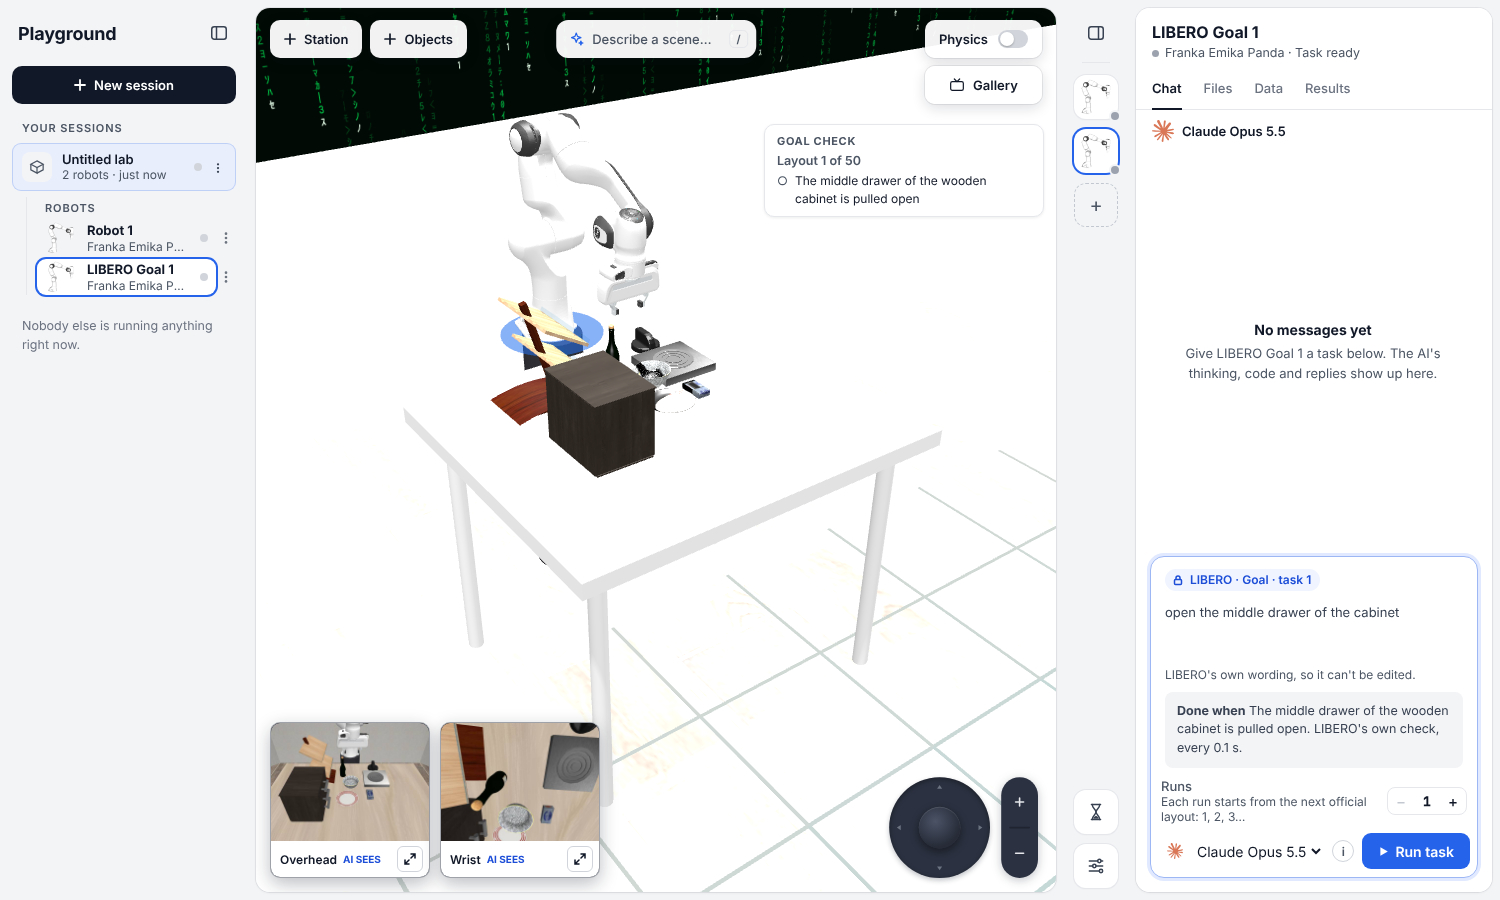 Playground
New session
YOUR SESSIONS
Untitled lab
2 robots · just now
ROBOTS
Robot 1
Franka Emika P...
LIBERO Goal 1
Franka Emika P...
Nobody else is running anything
right now.
Station
Objects
Describe a scene...
/
Physics
Gallery
GOAL CHECK
Layout 1 of 50
The middle drawer of the wooden
cabinet is pulled open
Overhead AI SEES
Wrist AI SEES
LIBERO Goal 1
Franka Emika Panda · Task ready
Chat
Files
Data
Results
Claude Opus 5.5
No messages yet
Give LIBERO Goal 1 a task below. The AI's
thinking, code and replies show up here.
LIBERO · Goal · task 1
open the middle drawer of the cabinet
LIBERO's own wording, so it can't be edited.
Done when The middle drawer of the wooden
cabinet is pulled open. LIBERO's own check,
every 0.1 s.
Runs
Each run starts from the next official
layout: 1, 2, 3...
− 1 +
Claude Opus 5.5
i
Run task